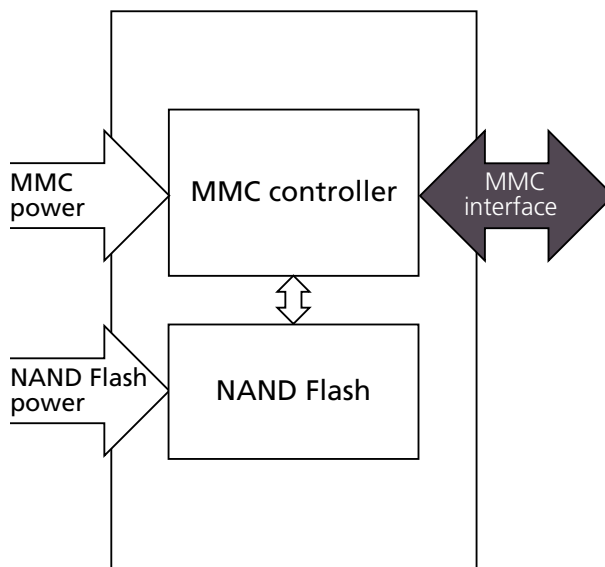 MMC
power
MMC controller
MMC
interface
NAND Flash
power
NAND Flash